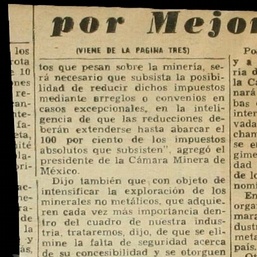 por Mejor
(VIENE DE LA PAGINA TRES)
tos que pesan sobre la minería, se-
rá necesario que subsista la posibi-
lidad de reducir dichos impuestos
mediante arreglos o convenios en
casos excepcionales, en la inteli-
gencia de que las reducciones de-
berán extenderse hasta abarcar el
100 por ciento de los impuestos
absolutos que subsisten", agregó el
presidente de la Cámara Minera de
México.
Dijo también que con objeto de
intensificar la exploración de los
minerales no metálicos, que adquie-
ren cada vez más importancia den-
tro del cuadro de nuestra indus-
tria, trataremos, dijo, de que se eli-
mine la falta de seguridad acerca
de su concesibilidad y se otorguen